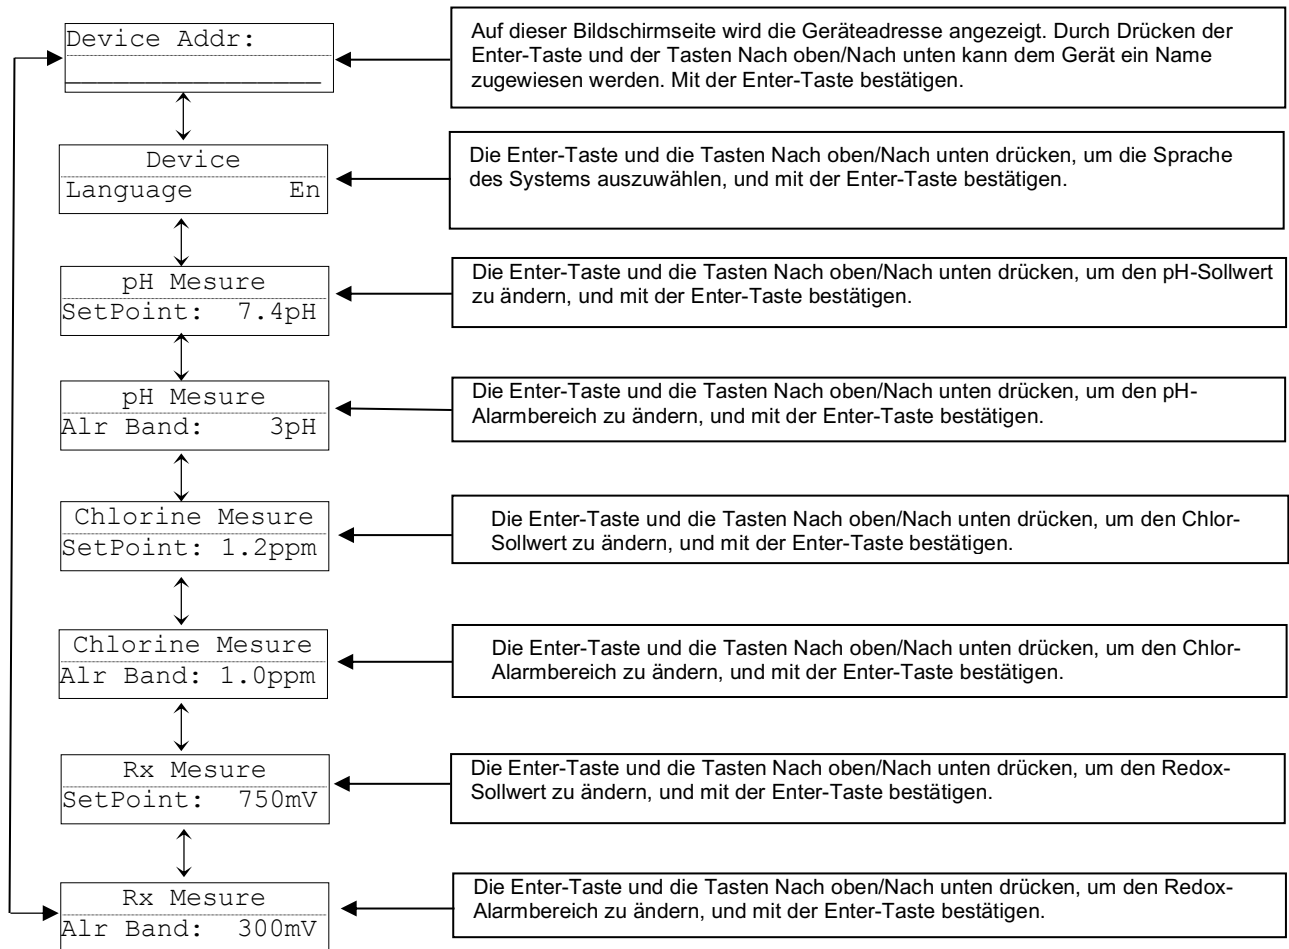 Device Addr:
Auf dieser Bildschirmseite wird die Geräteadresse angezeigt. Durch Drücken der
Enter-Taste und der Tasten Nach oben/Nach unten kann dem Gerät ein Name
zugewiesen werden. Mit der Enter-Taste bestätigen.
Device
Language En
Die Enter-Taste und die Tasten Nach oben/Nach unten drücken, um die Sprache
des Systems auszuwählen, und mit der Enter-Taste bestätigen.
pH Mesure
SetPoint: 7.4pH
Die Enter-Taste und die Tasten Nach oben/Nach unten drücken, um den pH-Sollwert
zu ändern, und mit der Enter-Taste bestätigen.
pH Mesure
Alr Band: 3pH
Die Enter-Taste und die Tasten Nach oben/Nach unten drücken, um den pH-
Alarmbereich zu ändern, und mit der Enter-Taste bestätigen.
Chlorine Mesure
SetPoint: 1.2ppm
Die Enter-Taste und die Tasten Nach oben/Nach unten drücken, um den Chlor-
Sollwert zu ändern, und mit der Enter-Taste bestätigen.
Chlorine Mesure
Alr Band: 1.0ppm
Die Enter-Taste und die Tasten Nach oben/Nach unten drücken, um den Chlor-
Alarmbereich zu ändern, und mit der Enter-Taste bestätigen.
Rx Mesure
SetPoint: 750mV
Die Enter-Taste und die Tasten Nach oben/Nach unten drücken, um den Redox-
Sollwert zu ändern, und mit der Enter-Taste bestätigen.
Rx Mesure
Alr Band: 300mV
Die Enter-Taste und die Tasten Nach oben/Nach unten drücken, um den Redox-
Alarmbereich zu ändern, und mit der Enter-Taste bestätigen.